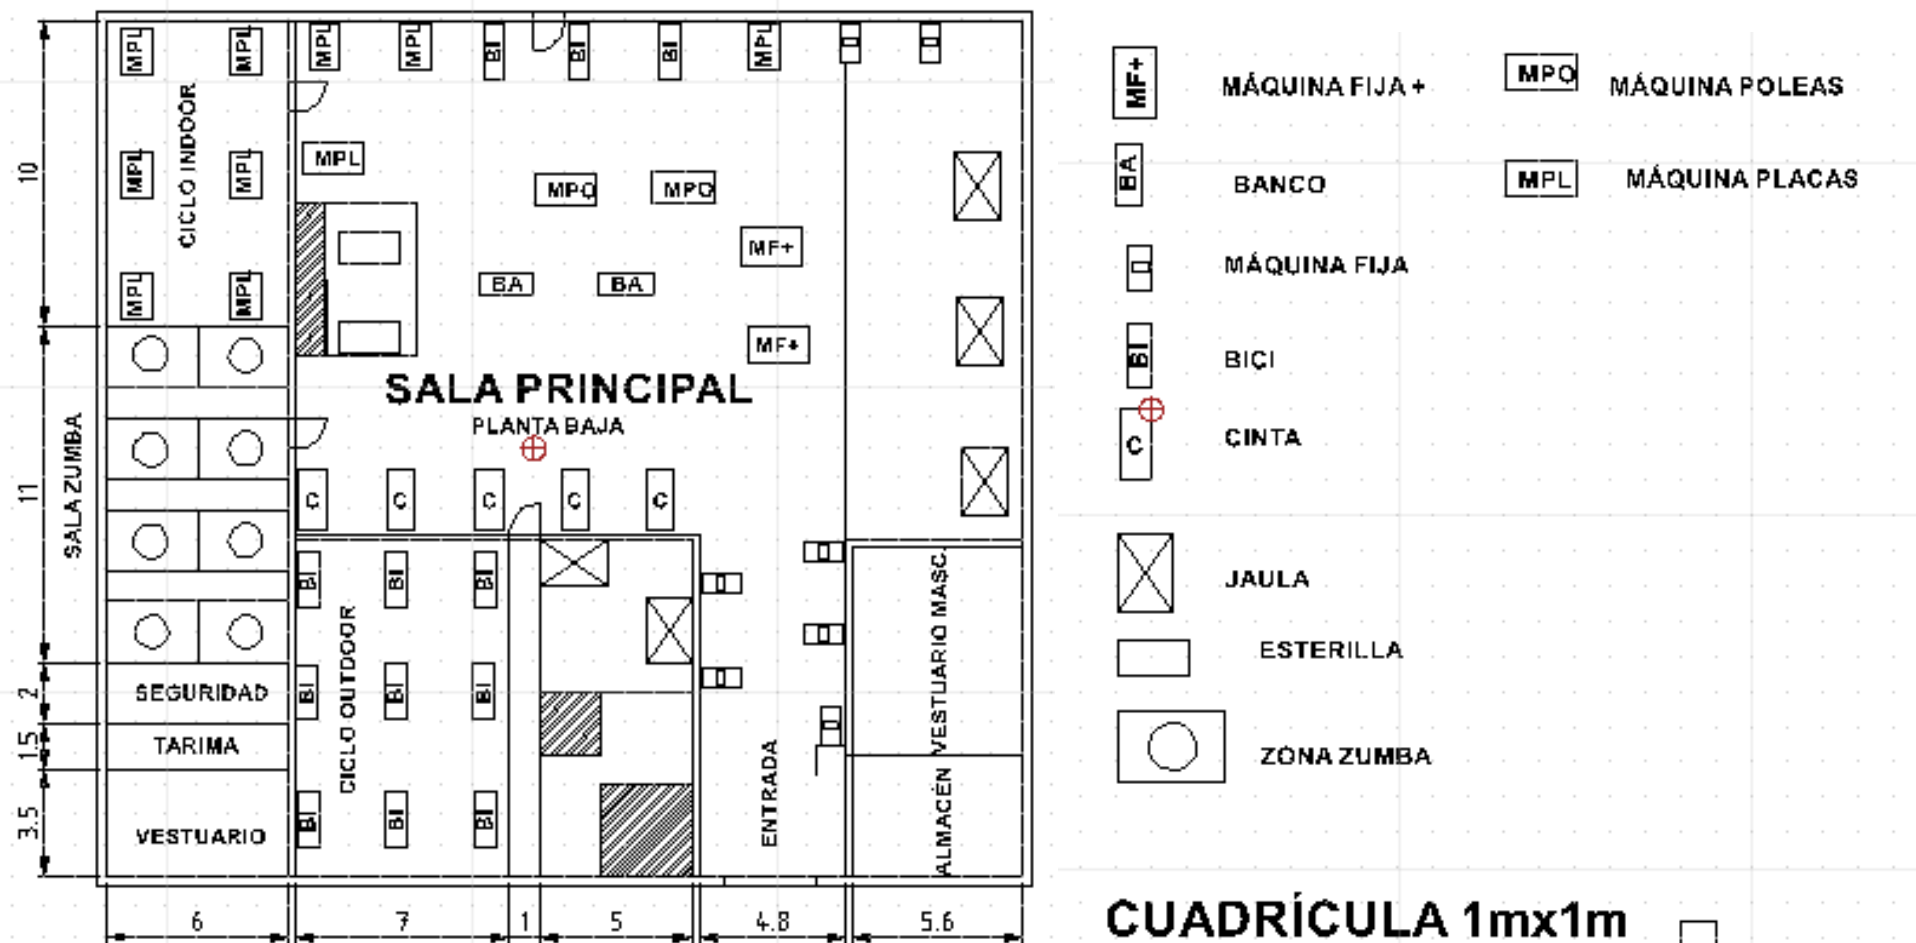 MPL MPL MPL MPL BI BI BI MPL
CICLO INDOOR
10
MPL MPL MPL MPO MPO
MF+
MPL MPL BA BA
MF+
SALA PRINCIPAL
PLANTA BAJA
SALA ZUMBA
11
C C C C C
BI BI BI
CICLO OUTDOOR
VESTUARIO MASC.
2
SEGURIDAD
BI BI BI
1.5
TARIMA
ENTRADA
ALMACÉN
3.5
VESTUARIO
BI BI BI
6 7 1 5 4.8 5.6
MF+ MÁQUINA FIJA +
MPO MÁQUINA POLEAS
BA BANCO
MPL MÁQUINA PLACAS
MÁQUINA FIJA
BI BICI
C CINTA
JAULA
ESTERILLA
ZONA ZUMBA
CUADRÍCULA 1mx1m